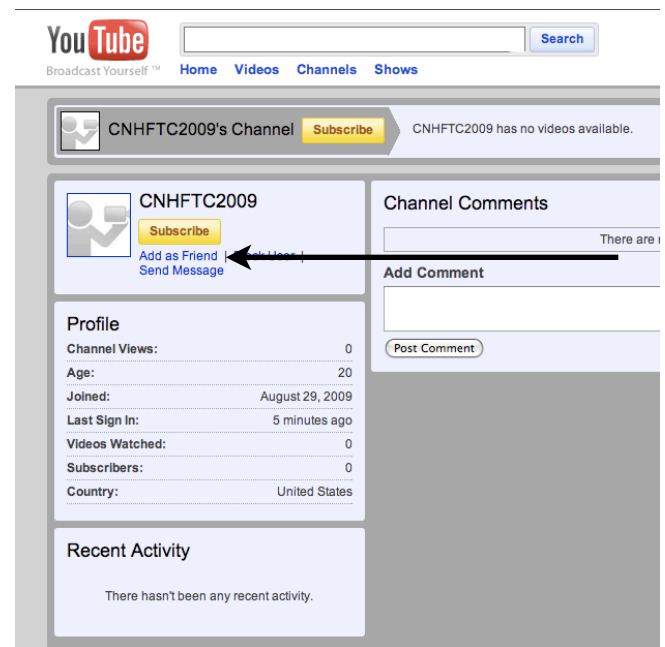 You Tube
Broadcast Yourself ™
Search
Home Videos Channels Shows
CNHFTC2009's Channel
Subscribe
CNHFTC2009 has no videos available.
CNHFTC2009
Subscribe
Add as Friend | Block User |
Send Message
Profile
Channel Views: 0
Age: 20
Joined: August 29, 2009
Last Sign In: 5 minutes ago
Videos Watched: 0
Subscribers: 0
Country: United States
Recent Activity
There hasn't been any recent activity.
Channel Comments
There are
Add Comment
Post Comment